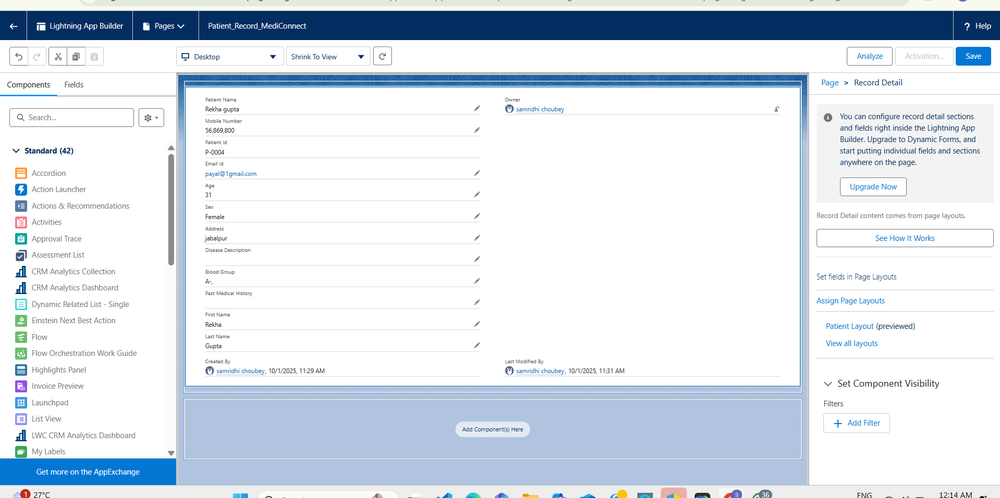 Lightning App Builder
Pages
Patient_Record_MediConnect
? Help
Desktop
Shrink To View
Analyze
Activation...
Save
Components
Fields
Search...
Standard (42)
Accordion
Action Launcher
Actions & Recommendations
Activities
Approval Trace
Assessment List
CRM Analytics Collection
CRM Analytics Dashboard
Dynamic Related List - Single
Einstein Next Best Action
Flow
Flow Orchestration Work Guide
Highlights Panel
Invoice Preview
Launchpad
List View
LWC CRM Analytics Dashboard
My Labels
Get more on the AppExchange
Patient Name
Rekha gupta
Mobile Number
56,869,800
Patient Id
P-0004
Email Id
payal@1gmail.com
Age
31
Sex
Female
Address
jabalpur
Disease Description
Blood Group
A-,
Past Medical History
First Name
Rekha
Last Name
Gupta
Created By
samridhi choubey, 10/1/2025, 11:29 AM
Owner
samridhi choubey
Last Modified By
samridhi choubey, 10/1/2025, 11:31 AM
Add Component(s) Here
Page > Record Detail
You can configure record detail sections
and fields right inside the Lightning App
Builder. Upgrade to Dynamic Forms, and
start putting individual fields and sections
anywhere on the page.
Upgrade Now
Record Detail content comes from page layouts.
See How It Works
Set fields in Page Layouts
Assign Page Layouts
Patient Layout (previewed)
View all layouts
Set Component Visibility
Filters
Add Filter
1
27°C
S
36
ENG
12:14 AM